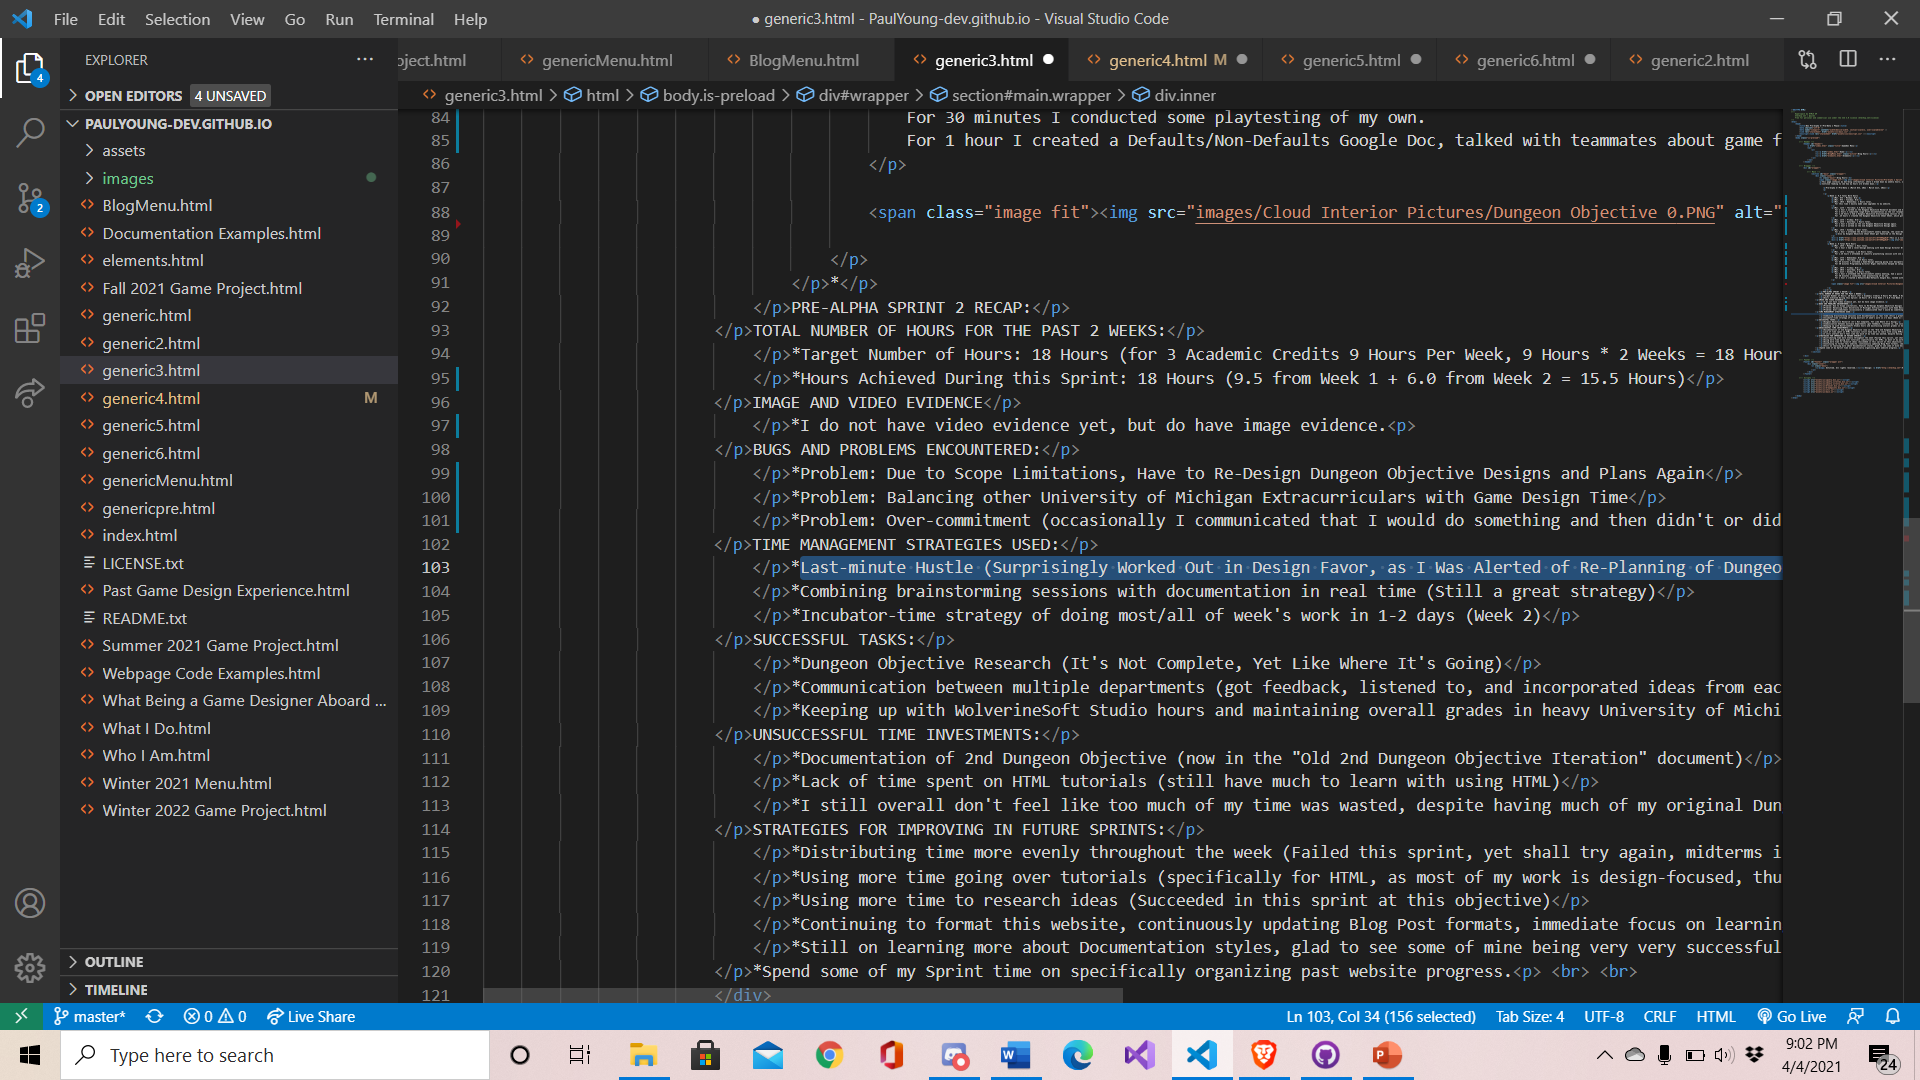 File Edit Selection View Go Run Terminal Help
● generic3.html - PaulYoung-dev.github.io - Visual Studio Code
EXPLORER
oject.html genericMenu.html BlogMenu.html generic3.html generic4.html M generic5.html generic6.html generic2.html
OPEN EDITORS 4 UNSAVED
generic3.html > html > body.is-preload > div#wrapper > section#main.wrapper > div.inner
PAULYOUNG-DEV.GITHUB.IO
assets
images
BlogMenu.html
Documentation Examples.html
elements.html
Fall 2021 Game Project.html
generic.html
generic2.html
generic3.html
generic4.html M
generic5.html
generic6.html
genericMenu.html
genericpre.html
index.html
LICENSE.txt
Past Game Design Experience.html
README.txt
Summer 2021 Game Project.html
Webpage Code Examples.html
What Being a Game Designer Aboard ...
What I Do.html
Who I Am.html
Winter 2021 Menu.html
Winter 2022 Game Project.html
OUTLINE
TIMELINE
4
2
84 For 30 minutes I conducted some playtesting of my own.
85 For 1 hour I created a Defaults/Non-Defaults Google Doc, talked with teammates about game f
86 </p>
87
88 <span class="image fit"><img src="images/Cloud Interior Pictures/Dungeon Objective 0.PNG" alt="
89
90 </p>
91 </p>*</p>
92 </p>PRE-ALPHA SPRINT 2 RECAP:</p>
93 </p>TOTAL NUMBER OF HOURS FOR THE PAST 2 WEEKS:</p>
94 </p>*Target Number of Hours: 18 Hours (for 3 Academic Credits 9 Hours Per Week, 9 Hours * 2 Weeks = 18 Hour
95 </p>*Hours Achieved During this Sprint: 18 Hours (9.5 from Week 1 + 6.0 from Week 2 = 15.5 Hours)</p>
96 </p>IMAGE AND VIDEO EVIDENCE</p>
97 </p>*I do not have video evidence yet, but do have image evidence.<p>
98 </p>BUGS AND PROBLEMS ENCOUNTERED:</p>
99 </p>*Problem: Due to Scope Limitations, Have to Re-Design Dungeon Objective Designs and Plans Again</p>
100 </p>*Problem: Balancing other University of Michigan Extracurriculars with Game Design Time</p>
101 </p>*Problem: Over-commitment (occasionally I communicated that I would do something and then didn't or did
102 </p>TIME MANAGEMENT STRATEGIES USED:</p>
103 </p>*Last-minute Hustle (Surprisingly Worked Out in Design Favor, as I Was Alerted of Re-Planning of Dungeo
104 </p>*Combining brainstorming sessions with documentation in real time (Still a great strategy)</p>
105 </p>*Incubator-time strategy of doing most/all of week's work in 1-2 days (Week 2)</p>
106 </p>SUCCESSFUL TASKS:</p>
107 </p>*Dungeon Objective Research (It's Not Complete, Yet Like Where It's Going)</p>
108 </p>*Communication between multiple departments (got feedback, listened to, and incorporated ideas from eac
109 </p>*Keeping up with WolverineSoft Studio hours and maintaining overall grades in heavy University of Michi
110 </p>UNSUCCESSFUL TIME INVESTMENTS:</p>
111 </p>*Documentation of 2nd Dungeon Objective (now in the "Old 2nd Dungeon Objective Iteration" document)</p>
112 </p>*Lack of time spent on HTML tutorials (still have much to learn with using HTML)</p>
113 </p>*I still overall don't feel like too much of my time was wasted, despite having much of my original Dun
114 </p>STRATEGIES FOR IMPROVING IN FUTURE SPRINTS:</p>
115 </p>*Distributing time more evenly throughout the week (Failed this sprint, yet shall try again, midterms i
116 </p>*Using more time going over tutorials (specifically for HTML, as most of my work is design-focused, thu
117 </p>*Using more time to research ideas (Succeeded in this sprint at this objective)</p>
118 </p>*Continuing to format this website, continuously updating Blog Post formats, immediate focus on learnin
119 </p>*Still on learning more about Documentation styles, glad to see some of mine being very very successful
120 </p>*Spend some of my Sprint time on specifically organizing past website progress.<p> <br> <br>
121 </div>
master* 0 0 Live Share Ln 103, Col 34 (156 selected) Tab Size: 4 UTF-8 CRLF HTML Go Live
Type here to search
9:02 PM
4/4/2021
24